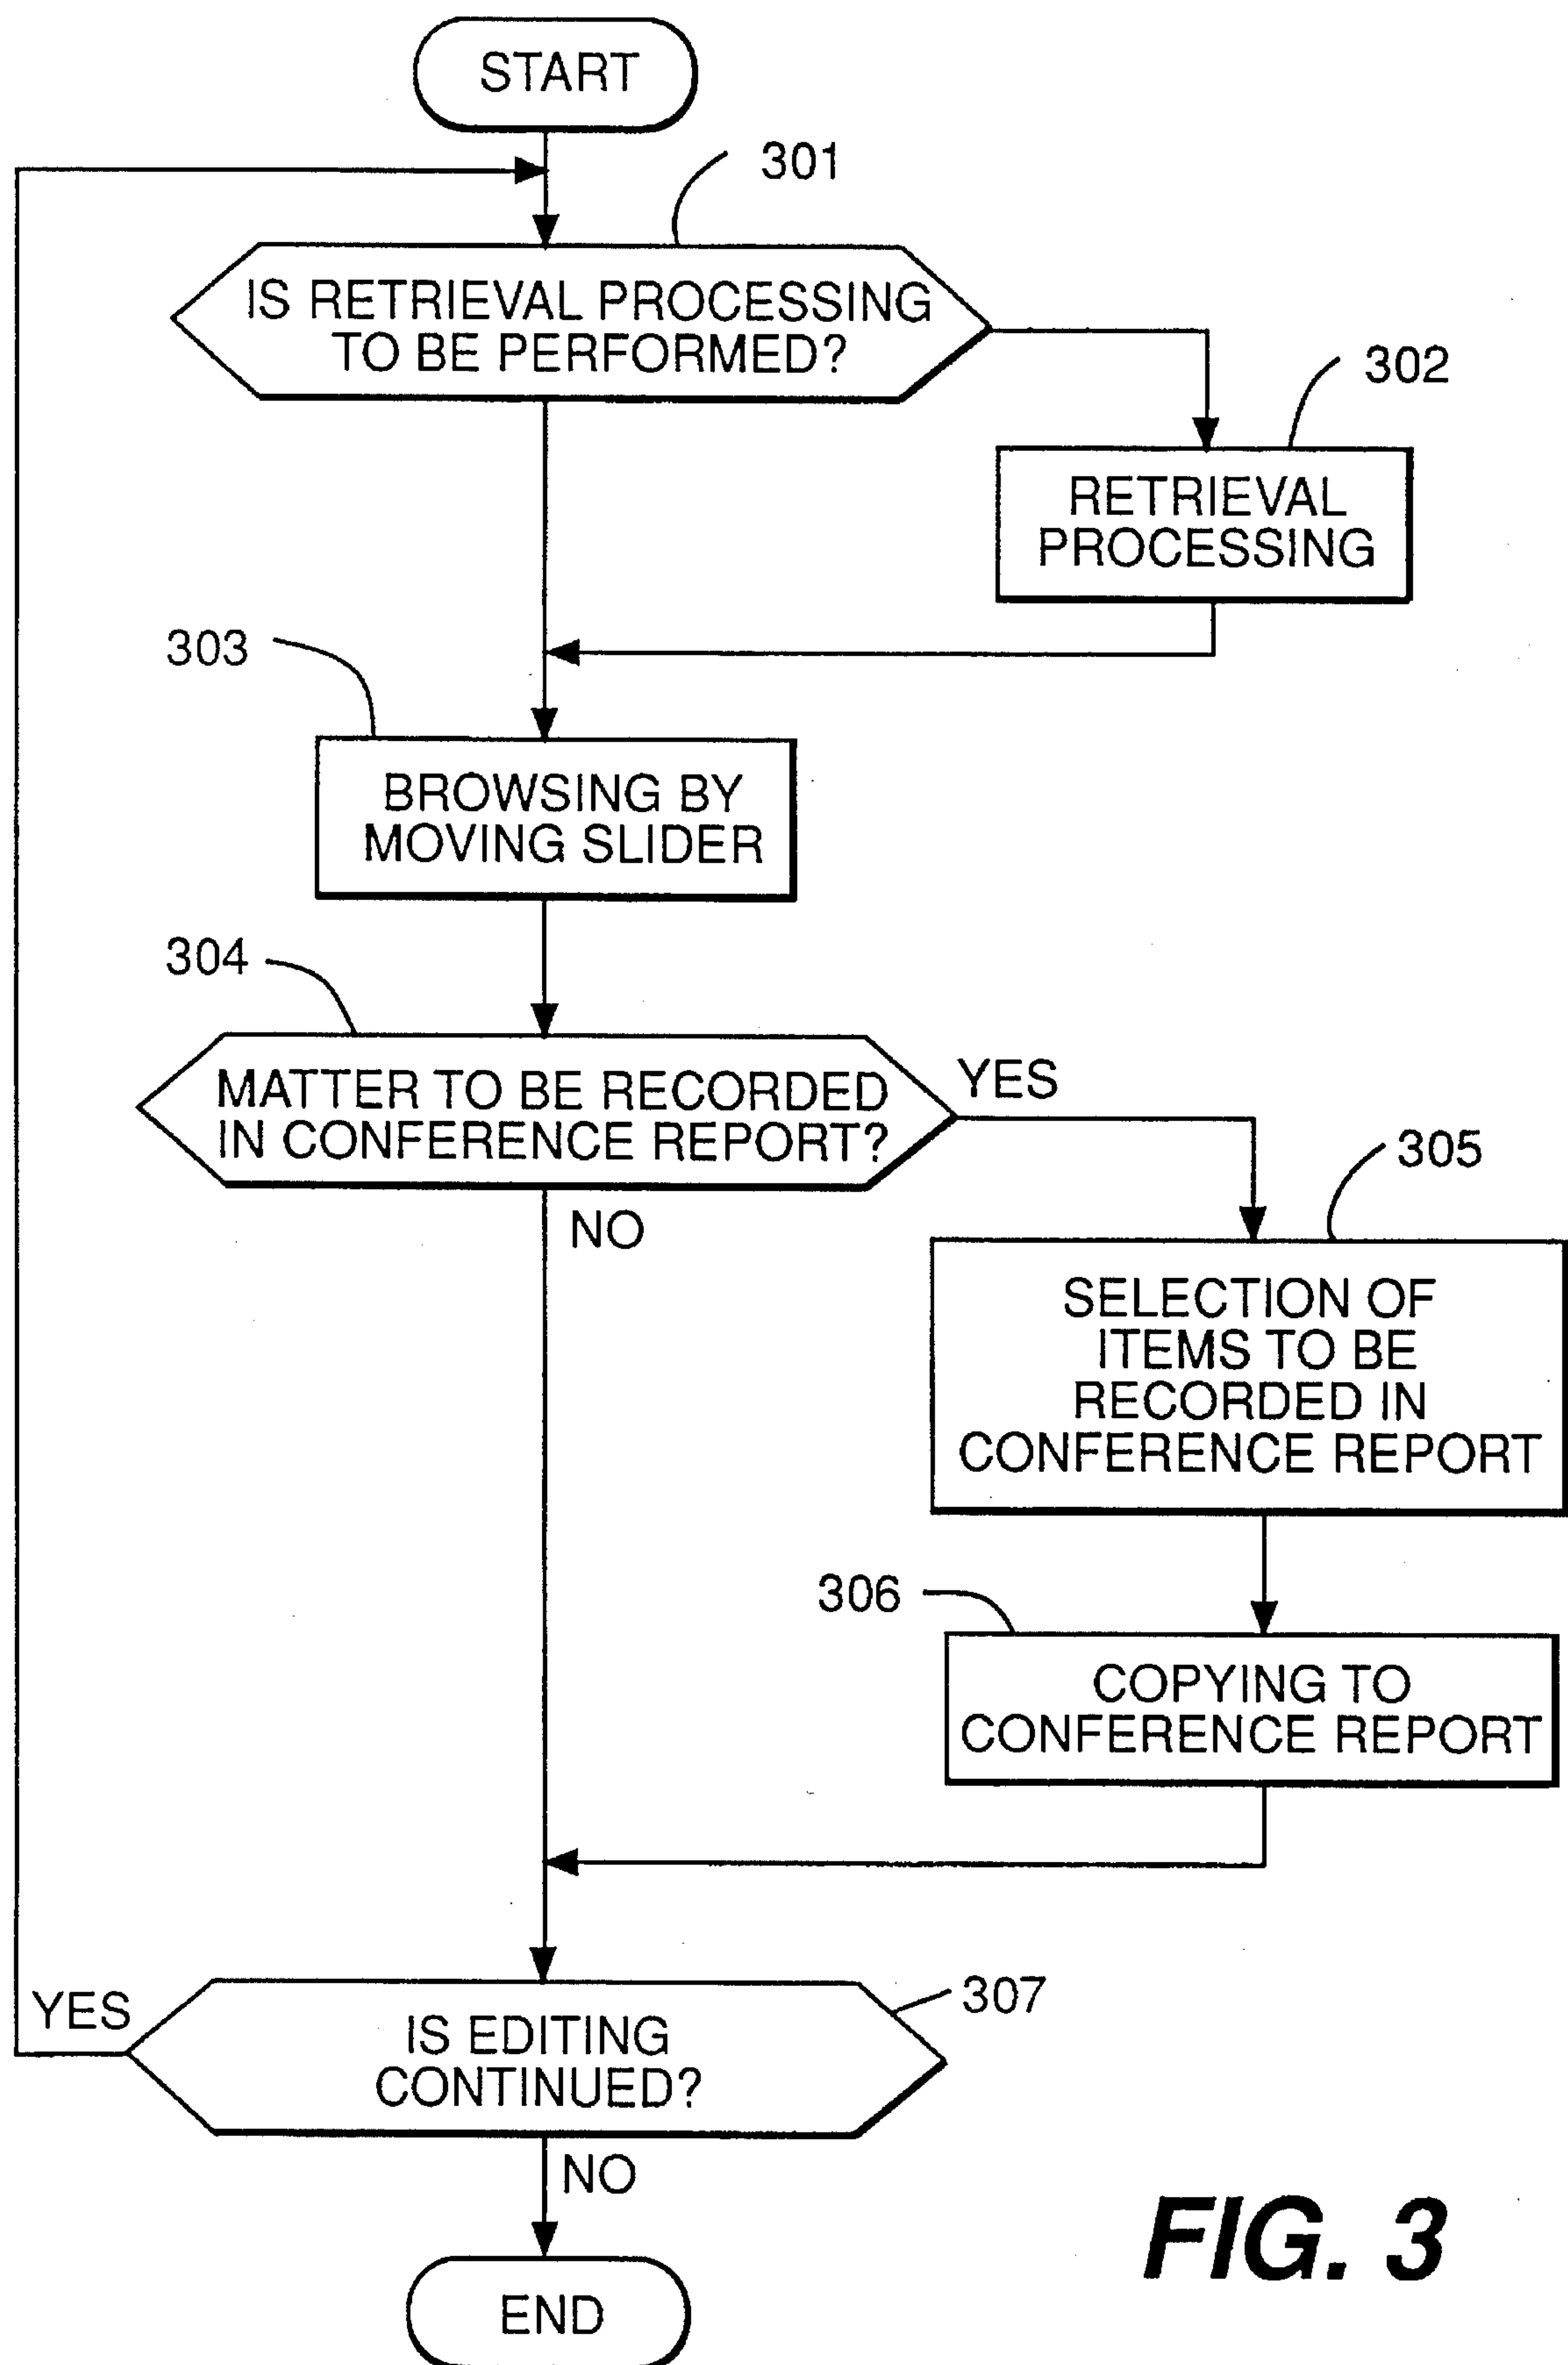 START
301
IS RETRIEVAL PROCESSING
TO BE PERFORMED?
302
RETRIEVAL
PROCESSING
303
BROWSING BY
MOVING SLIDER
304
MATTER TO BE RECORDED
IN CONFERENCE REPORT?
YES
NO
305
SELECTION OF
ITEMS TO BE
RECORDED IN
CONFERENCE REPORT
306
COPYING TO
CONFERENCE REPORT
YES
307
IS EDITING
CONTINUED?
NO
END
FIG. 3